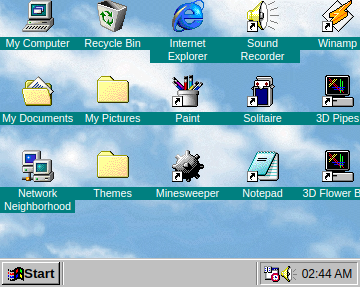 My Computer Recycle Bin Internet Explorer Sound Recorder Winamp
My Documents My Pictures Paint Solitaire 3D Pipes
Network Neighborhood Themes Minesweeper Notepad 3D Flower B
Start 02:44 AM